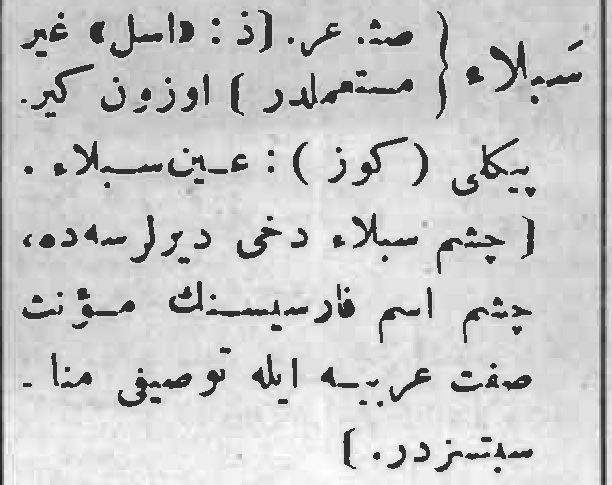 سَبلاء { صث. عر. [ذ : «اسل» غیر
مستعملدر] اوزون کیر-
پیکلی (کوز) : عین سبلاء .
[ چشم سبلاء دخی دیرلرسه‌ده،
چشم اسم فارسیسنك مؤنث
صفت عربیه ایله توصیفی منا-
سبتسزدر. ]